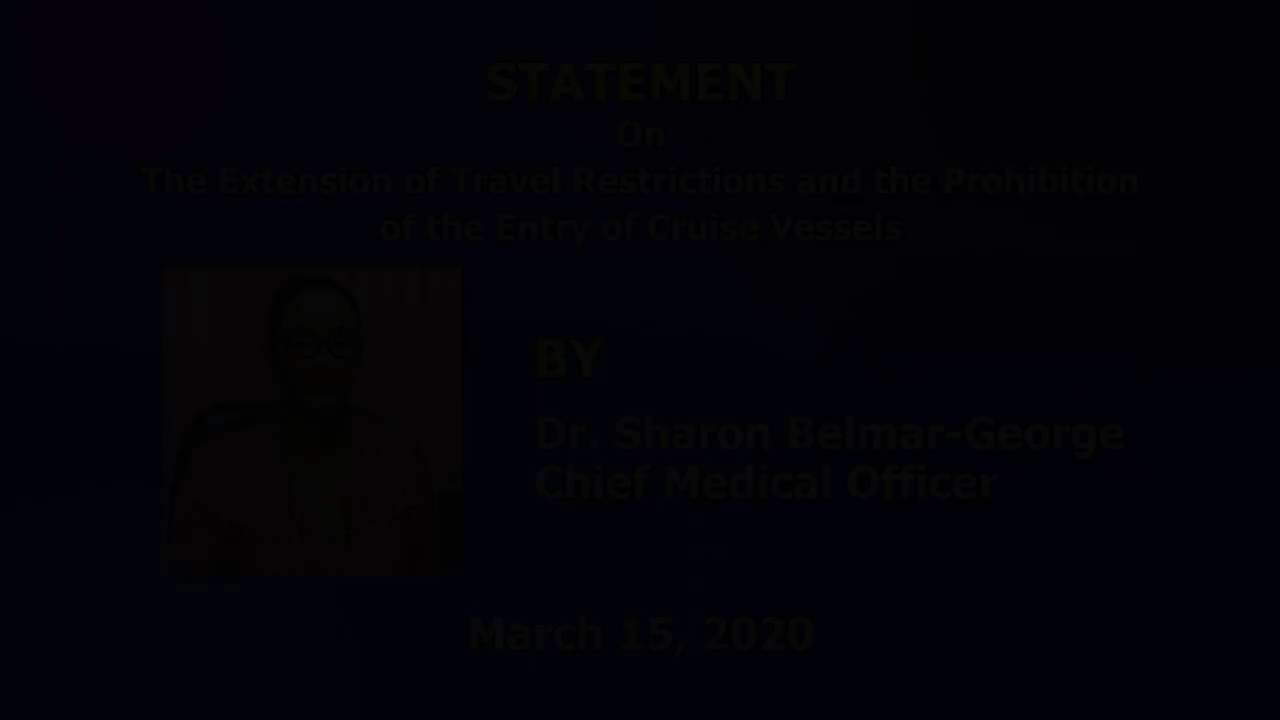 STATEMENT
On
The Extension of Travel Restrictions and the Prohibition
of the Entry of Cruise Vessels
BY
Dr. Sharon Belmar-George
Chief Medical Officer
March 15, 2020